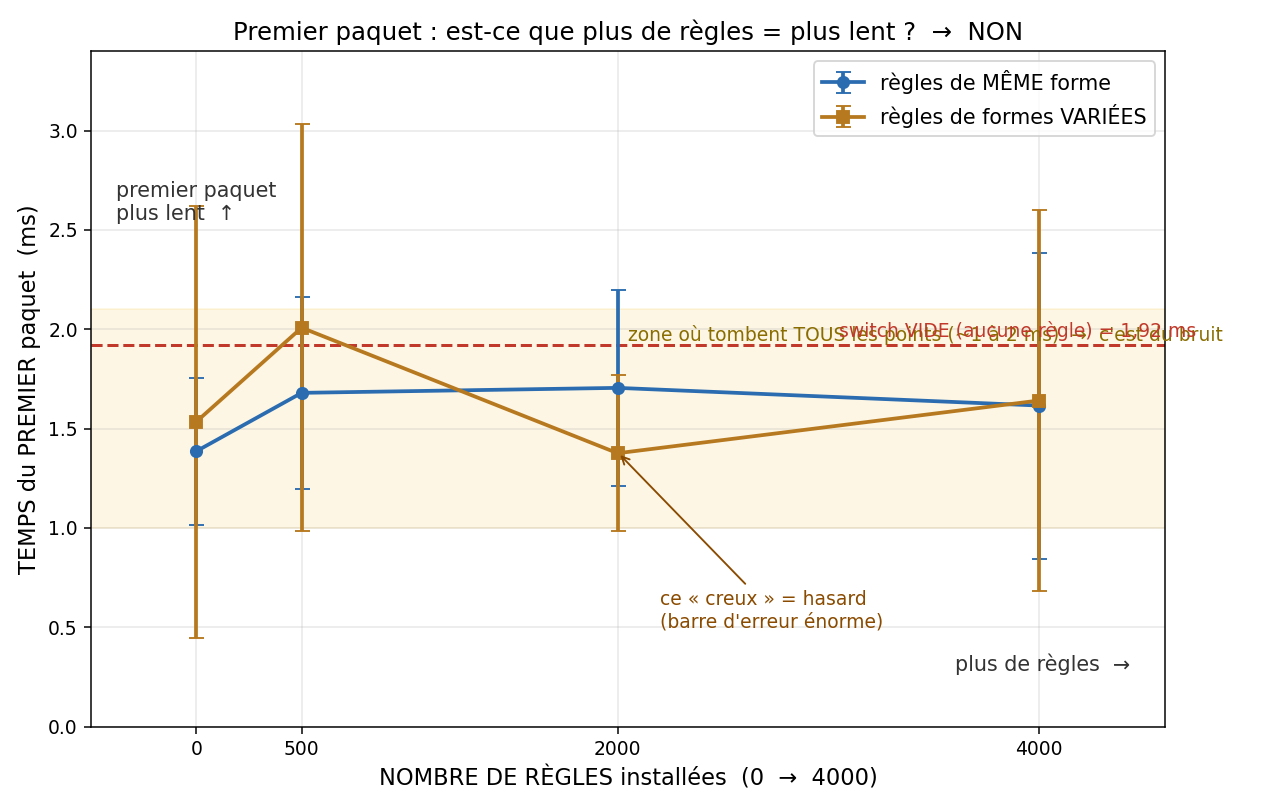 Premier paquet : est-ce que plus de règles = plus lent ? → NON
règles de MÊME forme
règles de formes VARIÉES
premier paquet
plus lent ↑
zone où tombent TOUS les points (~1 à 2 ms) → c'est du bruit
switch VIDE (aucune règle) = 1.92 ms
ce « creux » = hasard
(barre d'erreur énorme)
plus de règles →
TEMPS du PREMIER paquet (ms)
3.0
2.5
2.0
1.5
1.0
0.5
0.0
0 500 2000 4000
NOMBRE DE RÈGLES installées (0 → 4000)